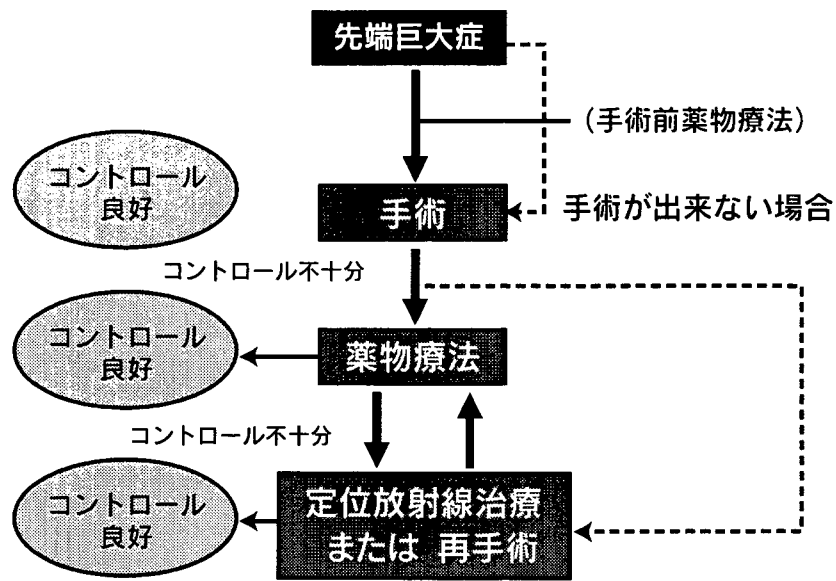 先端巨大症
(手術前薬物療法)
コントロール
良好
手術
手術が出来ない場合
コントロール不十分
コントロール
良好
薬物療法
コントロール不十分
コントロール
良好
定位放射線治療
または 再手術